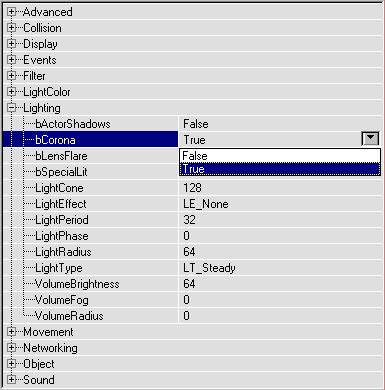 Advanced
Collision
Display
Events
Filter
LightColor
Lighting
bActorShadows False
bCorona True
bLensFlare False
bSpecialLit True
LightCone 128
LightEffect LE_None
LightPeriod 32
LightPhase 0
LightRadius 64
LightType LT_Steady
VolumeBrightness 64
VolumeFog 0
VolumeRadius 0
Movement
Networking
Object
Sound